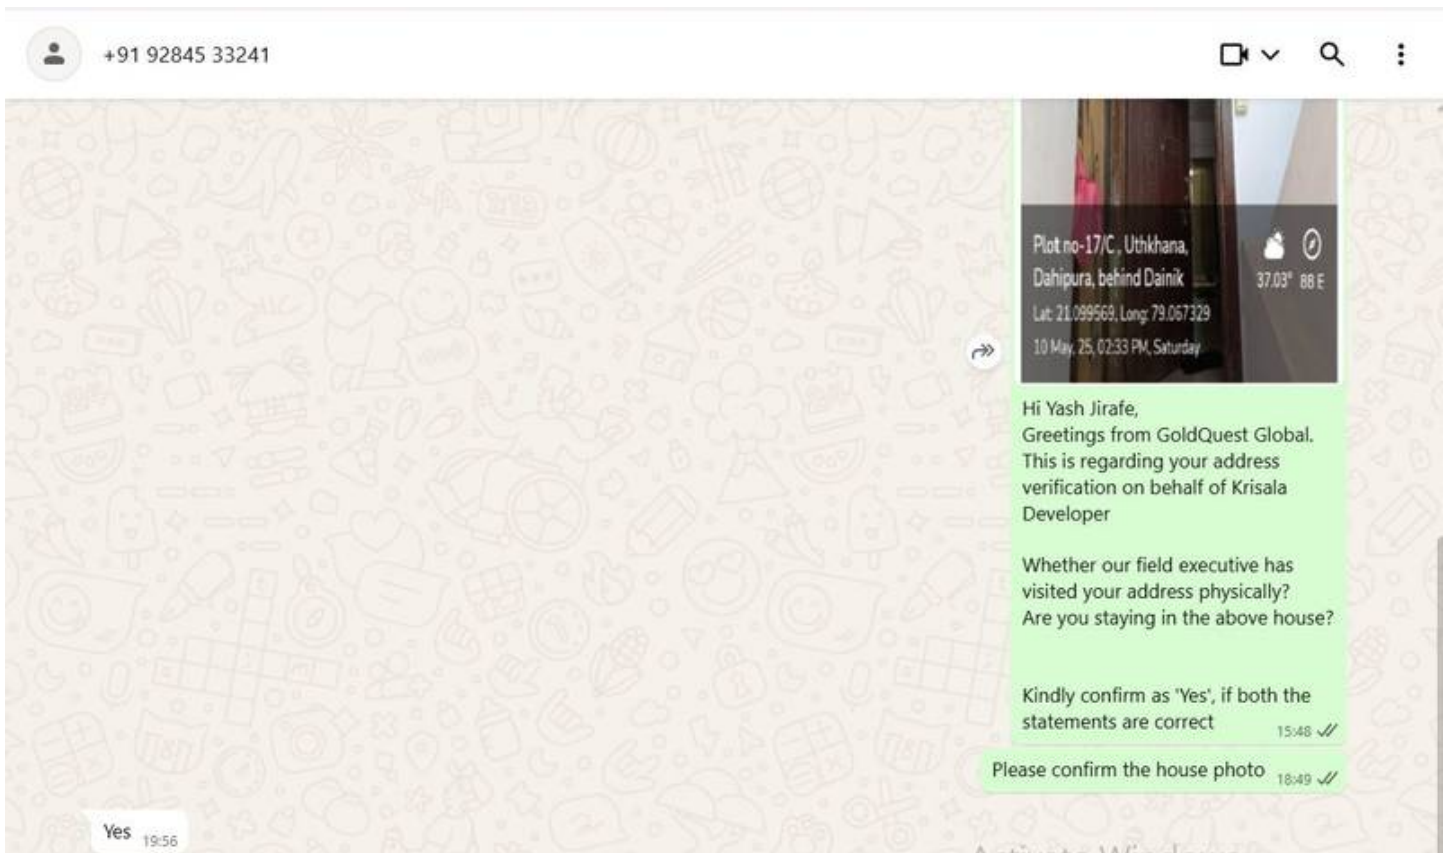 +91 92845 33241
Plot no-17/C, Uthkhana,
Dahipura, behind Dainik
37.03° 88 E
Lat: 21.099569, Long: 79.067329
10 May, 25, 02:33 PM, Saturday
Hi Yash Jirafe,
Greetings from GoldQuest Global.
This is regarding your address
verification on behalf of Krisala
Developer
Whether our field executive has
visited your address physically?
Are you staying in the above house?
Kindly confirm as 'Yes', if both the
statements are correct 15:48
Please confirm the house photo 18:49
Yes 19:56